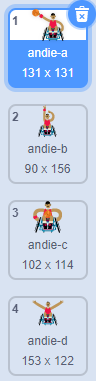 1
andie-a
131 x 131
2
andie-b
90 x 156
3
andie-c
102 x 114
4
andie-d
153 x 122